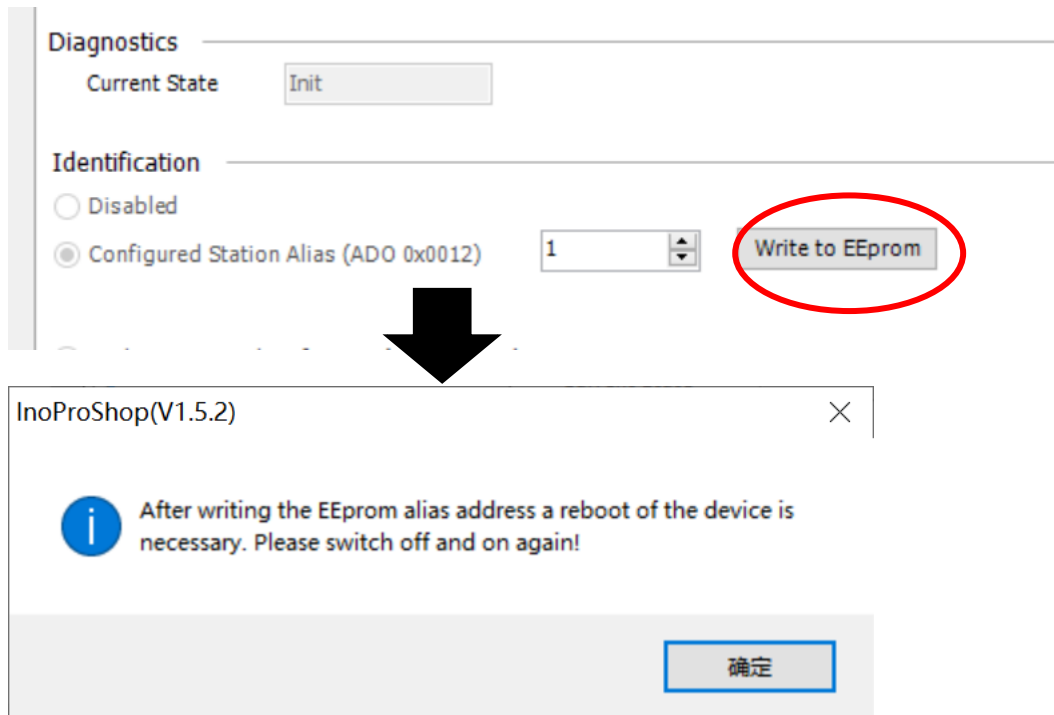 Diagnostics
Current State
Init
Identification
Disabled
Configured Station Alias (ADO 0x0012)
1
Write to EEprom
InoProShop(V1.5.2)
After writing the EEprom alias address a reboot of the device is
necessary. Please switch off and on again!
确定